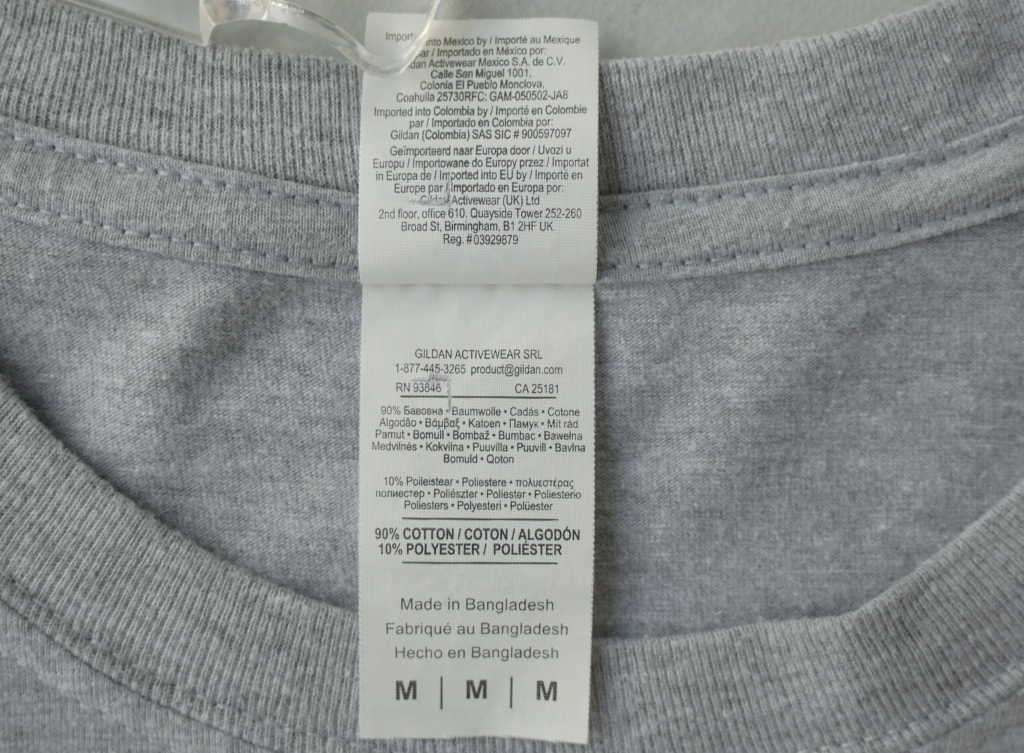 Import into Mexico by / Importé au Mexique
par / Importado en México por:
Gildan Activewear Mexico S.A. de C.V.
Calle San Miguel 1001,
Colonia El Pueblo Monclova,
Coahuila 25730RFC: GAM-050502-JA8
Imported into Colombia by / Importé en Colombie
par / Importado en Colombia por:
Gildan (Colombia) SAS SIC # 900597097
Geïmporteerd naar Europa door / Uvozi u
Europu / Importowane do Europy przez / Importat
in Europa de / Imported into EU by / Importé en
Europe par / Importado en Europa por:
Gildan Activewear (UK) Ltd
2nd floor, office 610. Quayside Tower 252-260
Broad St, Birmingham, B1 2HF UK.
Reg. # 03929879
GILDAN ACTIVEWEAR SRL
1-877-445-3265 product@gildan.com
RN 93846 CA 25181
90% Бавовна • Baumwolle • Cadás • Cotone
Algodão • Βάμβαξ • Katoen • Памук • Mit rád
Pamut • Bomuli • Bombaž • Bumbac • Bawełna
Medvilnės • Kokvilna • Puuvilla • Puuvill • Bavlna
Bomuld • Qoton
10% Poileistear • Poliestere • πολυεστέρας
полиестер • Poliészter • Poliester • Poliesterio
Poliesters • Polyesteri • Polüester
90% COTTON / COTON / ALGODÓN
10% POLYESTER / POLIÉSTER
Made in Bangladesh
Fabriqué au Bangladesh
Hecho en Bangladesh
M | M | M